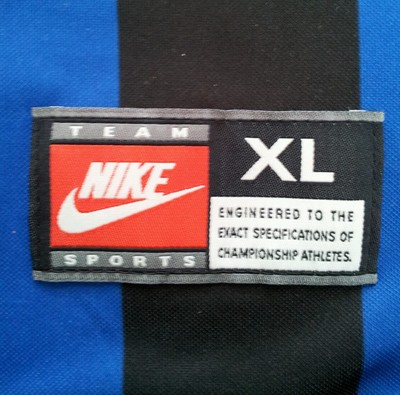 TEAM
NIKE
SPORTS
XL
ENGINEERED TO THE
EXACT SPECIFICATIONS OF
CHAMPIONSHIP ATHLETES.